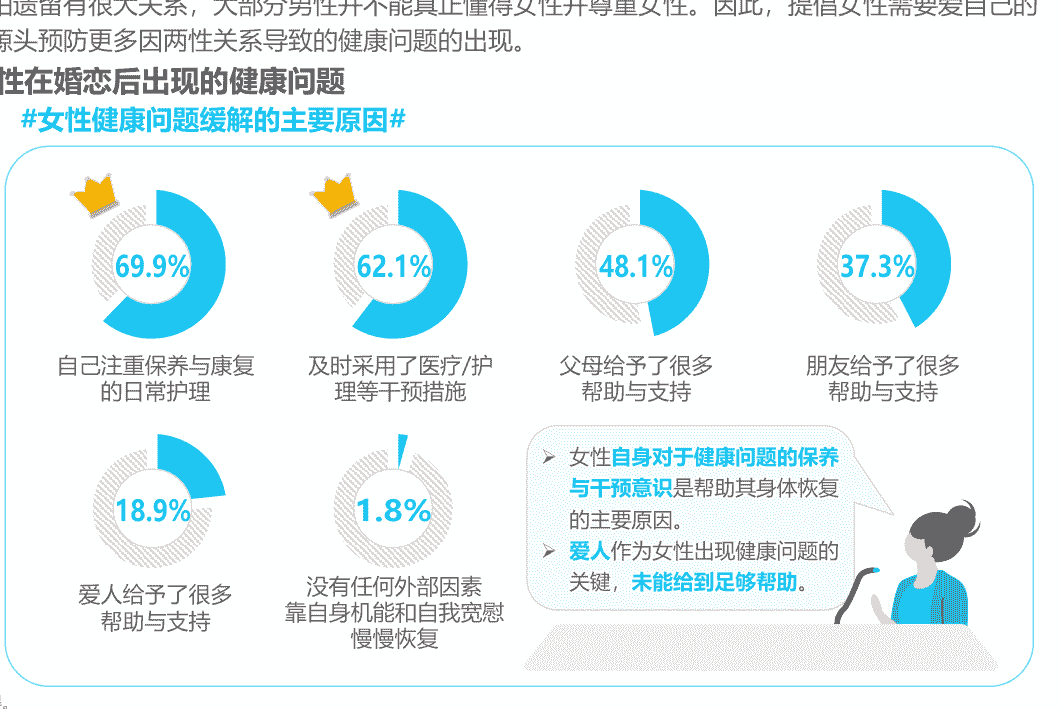 遗留有很大关系，大部分男性并不能真正懂得女性并尊重女性。因此，提倡女性需要爱自己的
源头预防更多因两性关系导致的健康问题的出现。
性在婚恋后出现的健康问题
#女性健康问题缓解的主要原因#
69.9%
62.1%
48.1%
37.3%
自己注重保养与康复
的日常护理
及时采用了医疗/护
理等干预措施
父母给予了很多
帮助与支持
朋友给予了很多
帮助与支持
18.9%
1.8%
爱人给予了很多
帮助与支持
没有任何外部因素
靠自身机能和自我宽慰
慢慢恢复
➢ 女性自身对于健康问题的保养
与干预意识是帮助其身体恢复
的主要原因。
➢ 爱人作为女性出现健康问题的
关键，未能给到足够帮助。